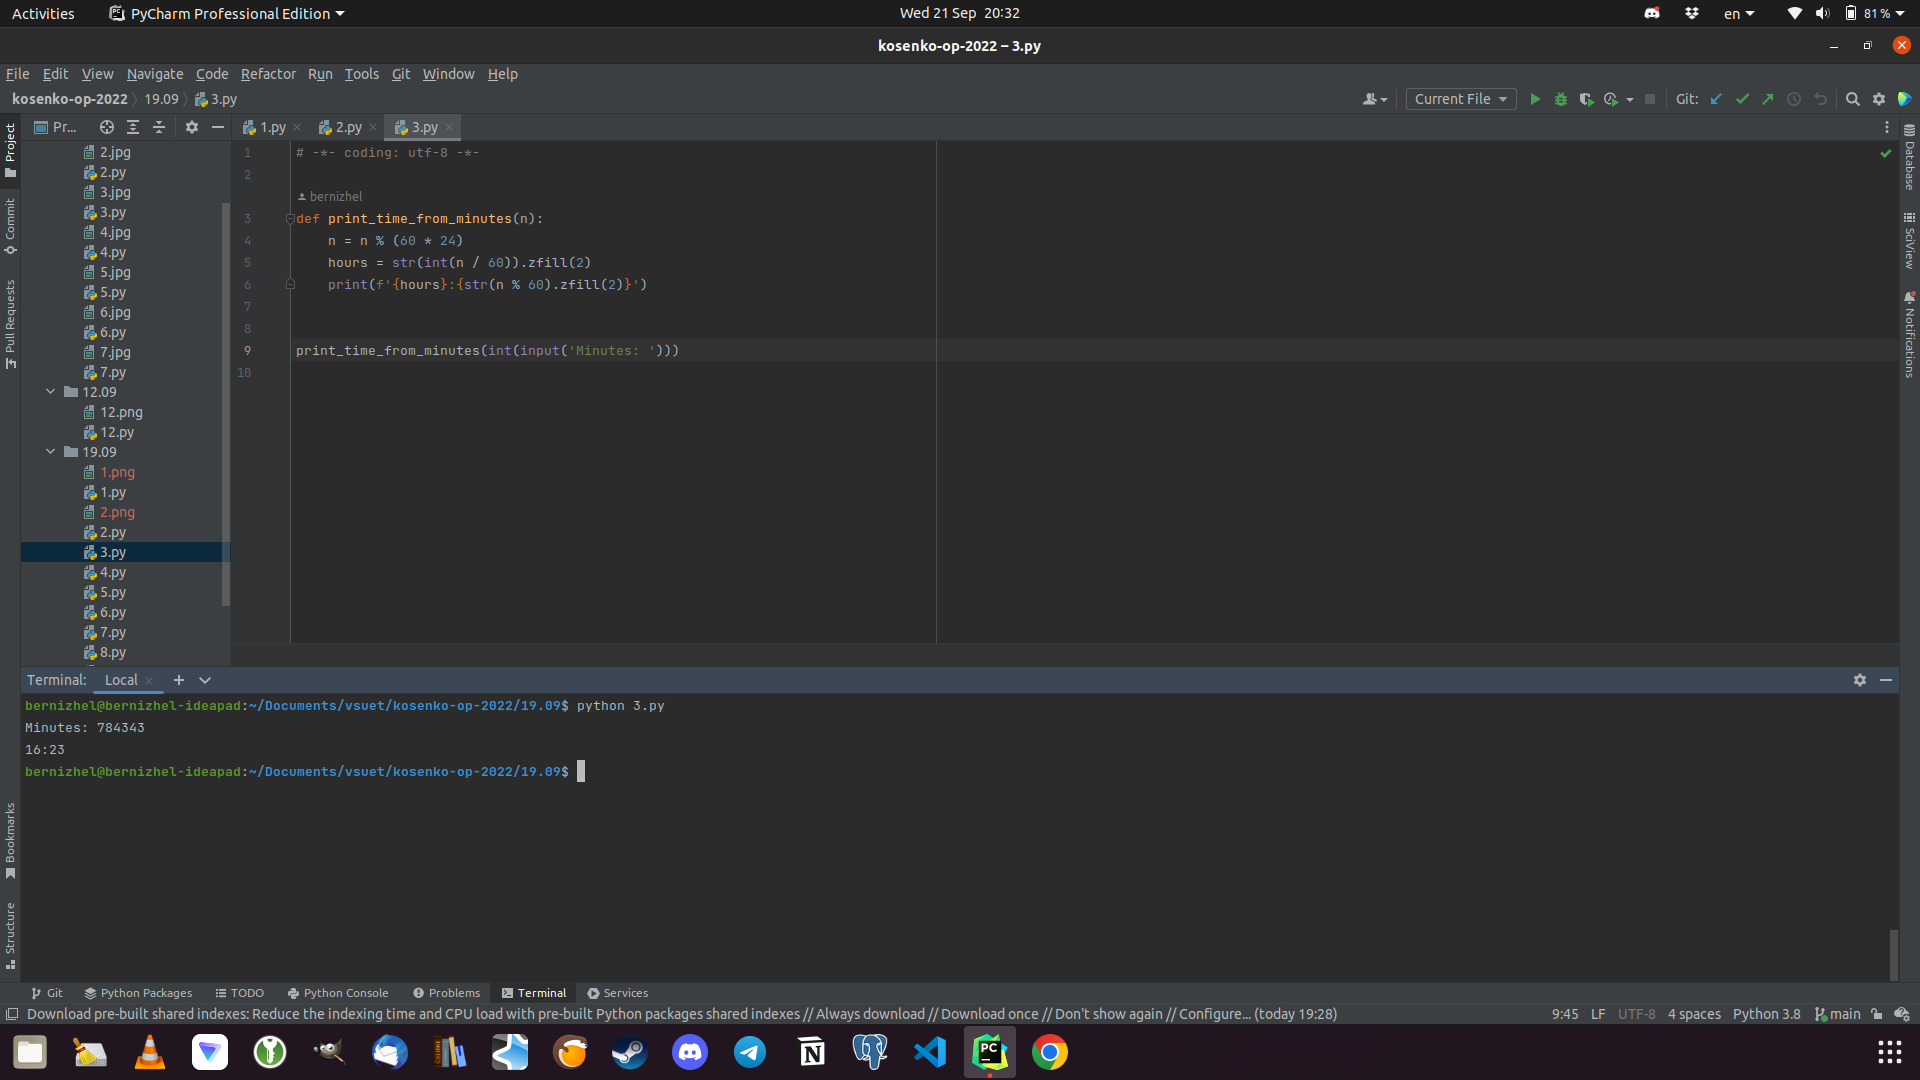 Activities PyCharm Professional Edition Wed 21 Sep 20:32 en 81 %
kosenko-op-2022 – 3.py
File Edit View Navigate Code Refactor Run Tools Git Window Help
kosenko-op-2022 19.09 3.py Current File Git:
Project
Commit
Pull Requests
Bookmarks
Structure
Pr...
2.jpg
2.py
3.jpg
3.py
4.jpg
4.py
5.jpg
5.py
6.jpg
6.py
7.jpg
7.py
12.09
12.png
12.py
19.09
1.png
1.py
2.png
2.py
3.py
4.py
5.py
6.py
7.py
8.py
1.py 2.py 3.py
1 # -*- coding: utf-8 -*-
2
bernizhel
3 def print_time_from_minutes(n):
4 n = n % (60 * 24)
5 hours = str(int(n / 60)).zfill(2)
6 print(f'{hours}:{str(n % 60).zfill(2)}')
7
8
9 print_time_from_minutes(int(input('Minutes: ')))
10
Database
SciView
Notifications
Terminal: Local
bernizhel@bernizhel-ideapad:~/Documents/vsuet/kosenko-op-2022/19.09$ python 3.py
Minutes: 784343
16:23
bernizhel@bernizhel-ideapad:~/Documents/vsuet/kosenko-op-2022/19.09$
Git Python Packages TODO Python Console Problems Terminal Services
Download pre-built shared indexes: Reduce the indexing time and CPU load with pre-built Python packages shared indexes // Always download // Download once // Don't show again // Configure... (today 19:28) 9:45 LF UTF-8 4 spaces Python 3.8 main
PC